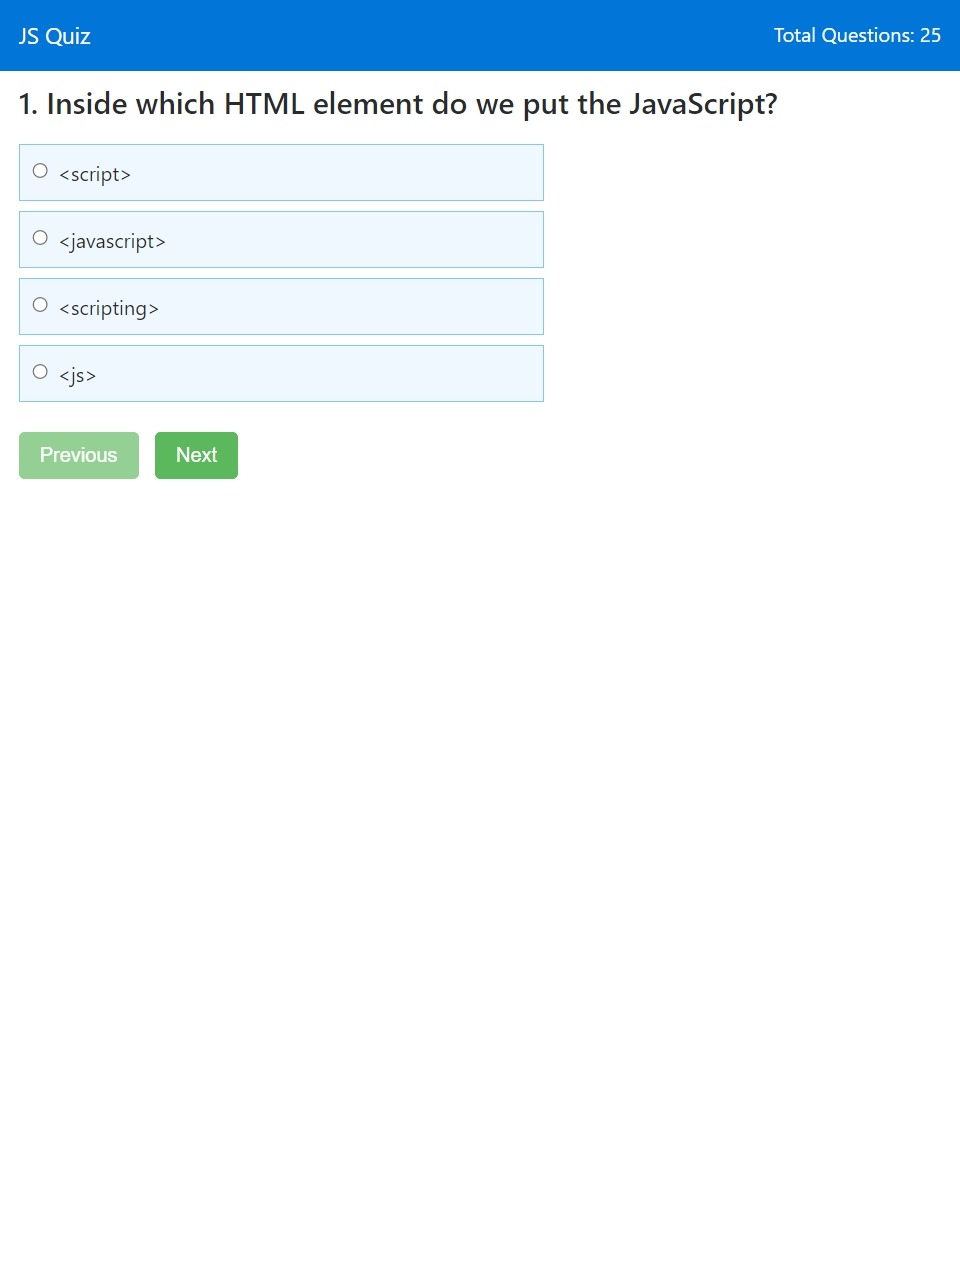 JS Quiz
Total Questions: 25
1. Inside which HTML element do we put the JavaScript?
<script>
<javascript>
<scripting>
<js>
Previous
Next